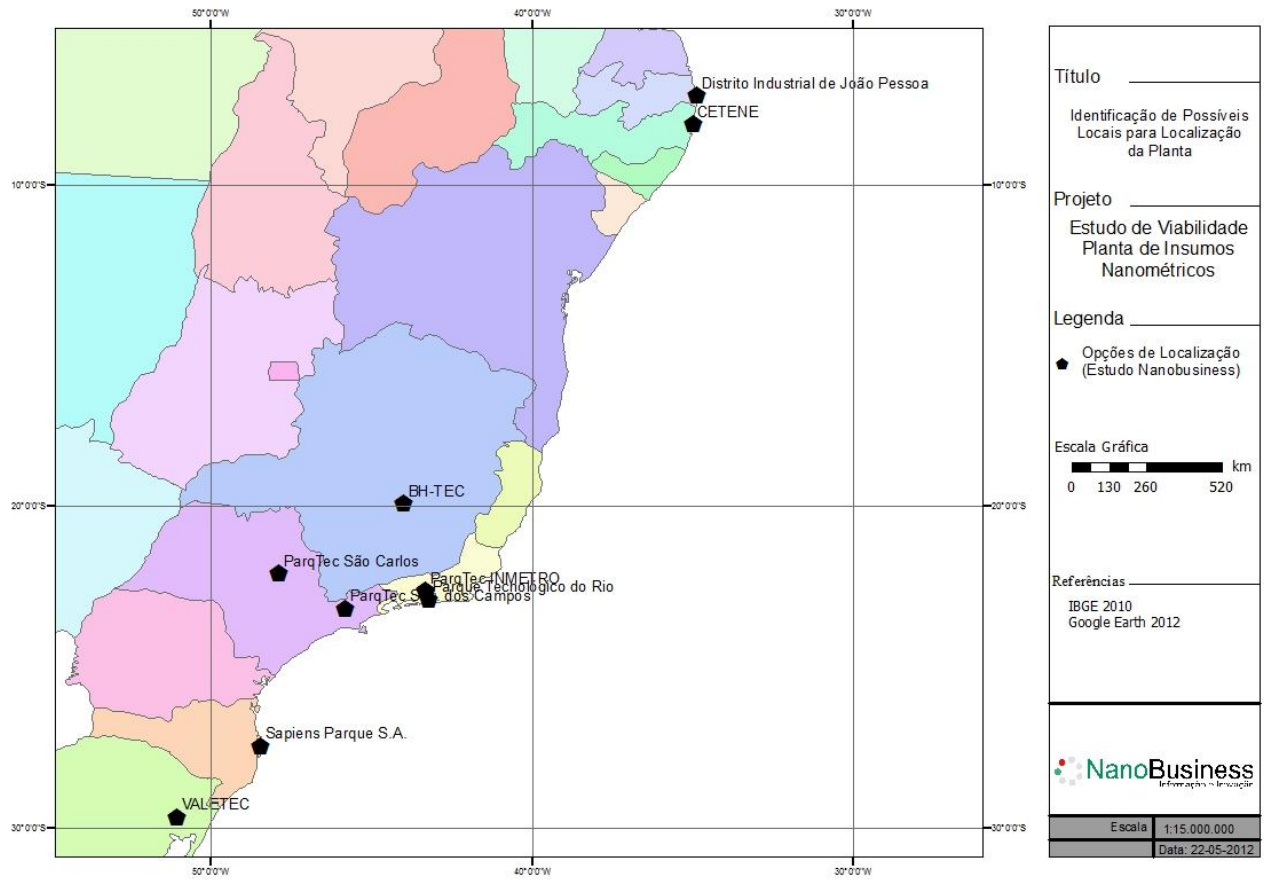 50°0'0"W
40°0'0"W
30°0'0"W
Distrito Industrial de João Pessoa
CETENE
10°0'0"S
10°0'0"S
BH-TEC
20°0'0"S
20°0'0"S
ParqTec São Carlos
ParqTec INMETRO
Parque Tecnológico do Rio
ParqTec dos Campos
Sapiens Parque S.A.
VALETEC
30°0'0"S
30°0'0"S
50°0'0"W
40°0'0"W
30°0'0"W
Título
Identificação de Possíveis
Locais para Localização
da Planta
Projeto
Estudo de Viabilidade
Planta de Insumos
Nanométricos
Legenda
Opções de Localização
(Estudo Nanobusiness)
Escala Gráfica
km
0 130 260 520
Referências
IBGE 2010
Google Earth 2012
NanoBusiness
Informação e Inovação
Escala 1:15.000.000
Data: 22-05-2012